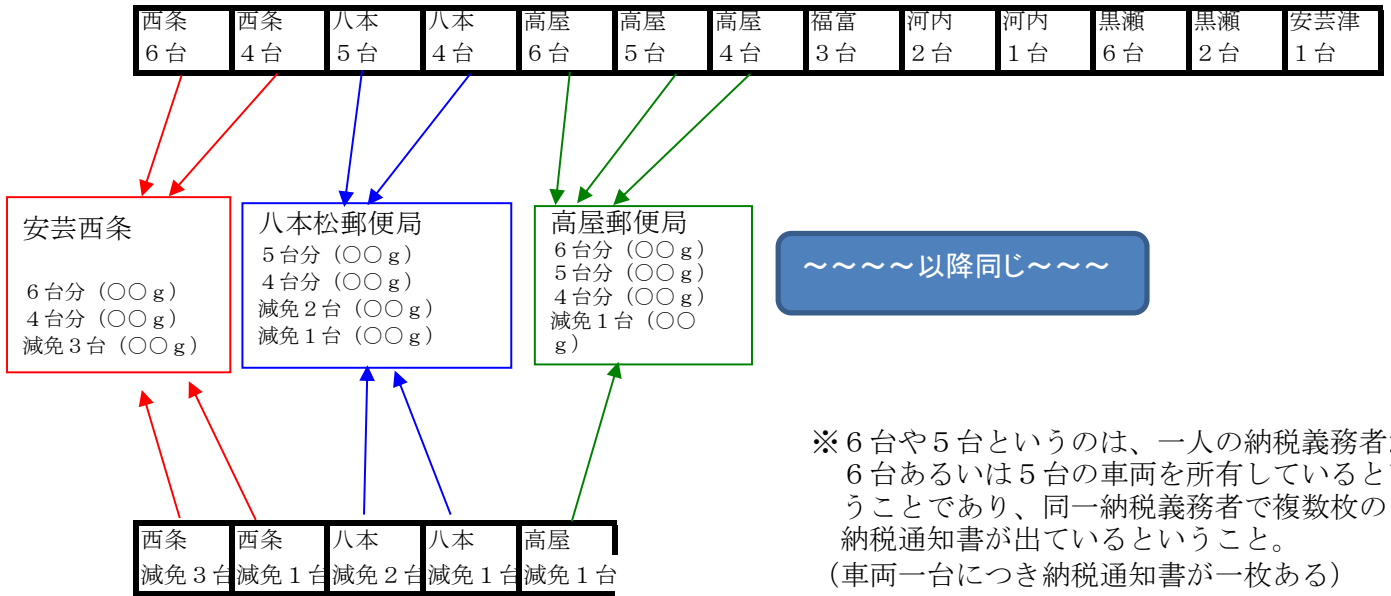 西条 西条 八本 八本 高屋 高屋 高屋 福富 河内 河内 黒瀬 黒瀬 安芸津
６台 ４台 ５台 ４台 ６台 ５台 ４台 ３台 ２台 １台 ６台 ２台 １台
安芸西条
６台分（○○ｇ）
４台分（○○ｇ）
減免３台（○○ｇ）
八本松郵便局
５台分（○○ｇ）
４台分（○○ｇ）
減免２台（○○ｇ）
減免１台（○○ｇ）
高屋郵便局
６台分（○○ｇ）
５台分（○○ｇ）
４台分（○○ｇ）
減免１台（○○
ｇ）
～～～～以降同じ～～～
※６台や５台というのは、一人の納税義務者
６台あるいは５台の車両を所有していると
うことであり、同一納税義務者で複数枚の
納税通知書が出ているということ。
（車両一台につき納税通知書が一枚ある）
西条 西条 八本 八本 高屋
減免３台 減免１台 減免２台 減免１台 減免１台